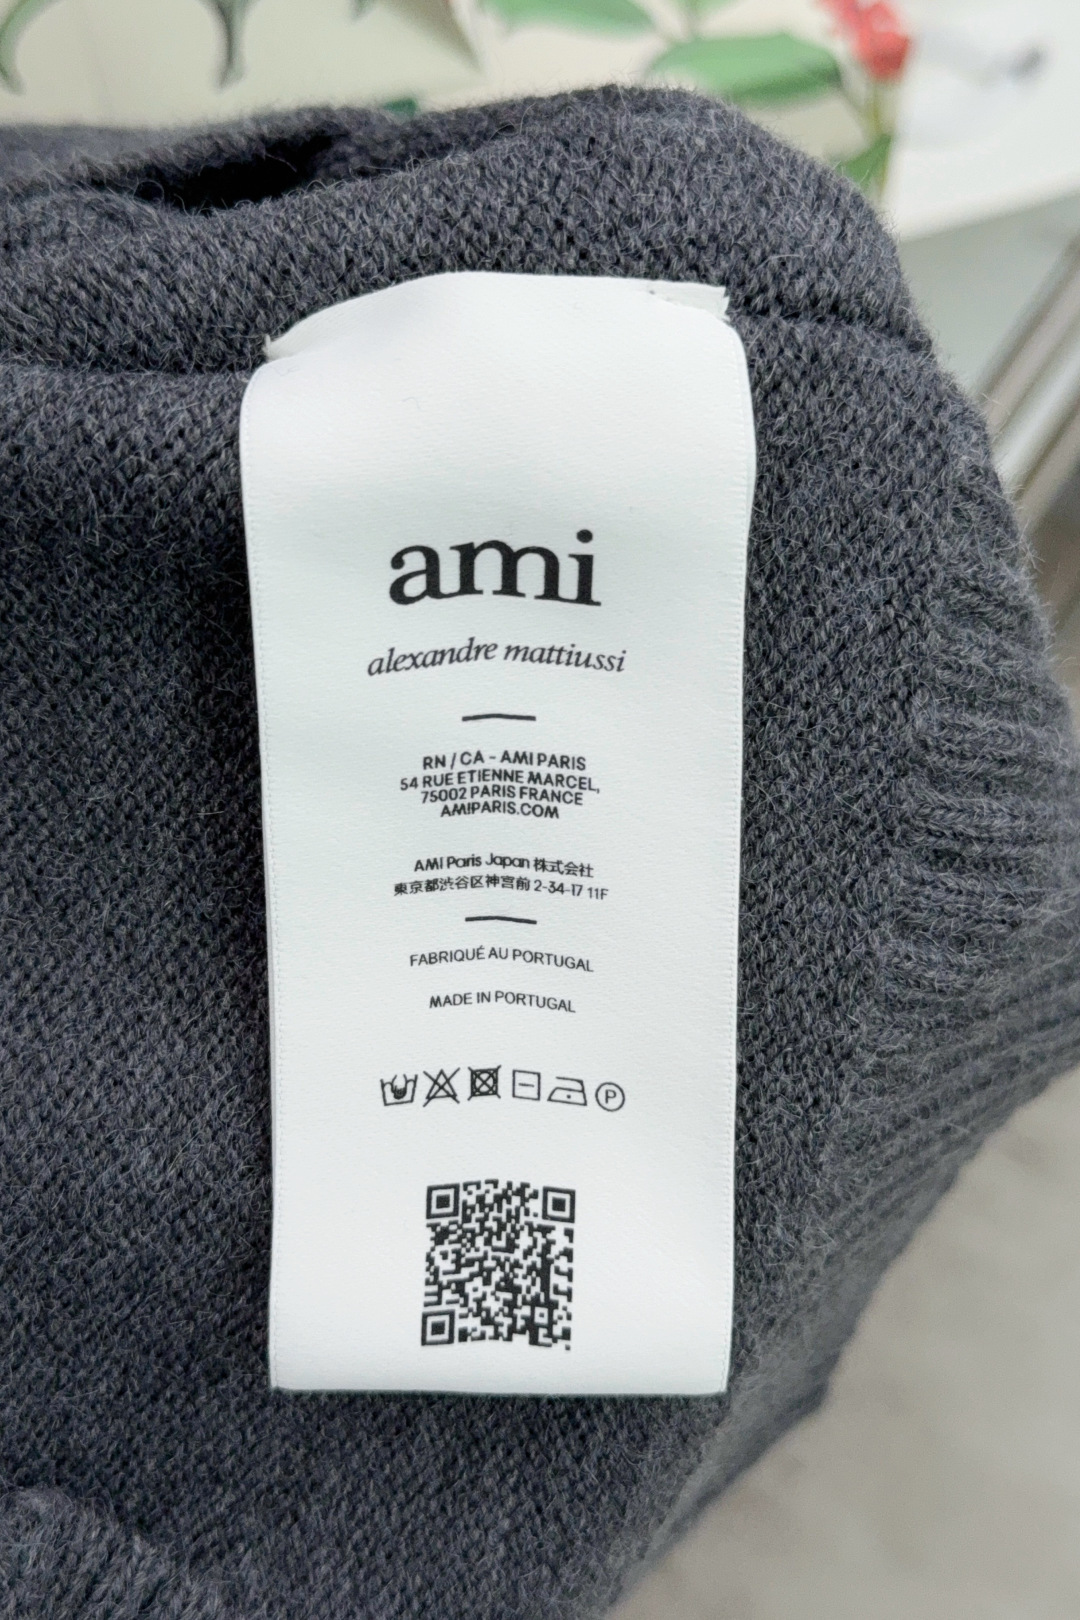 ami
alexandre mattiussi
RN / CA - AMI PARIS
54 RUE ETIENNE MARCEL,
75002 PARIS FRANCE
AMIPARIS.COM
AMI Paris Japan 株式会社
東京都渋谷区神宮前 2-34-17 11F
FABRIQUÉ AU PORTUGAL
MADE IN PORTUGAL
P